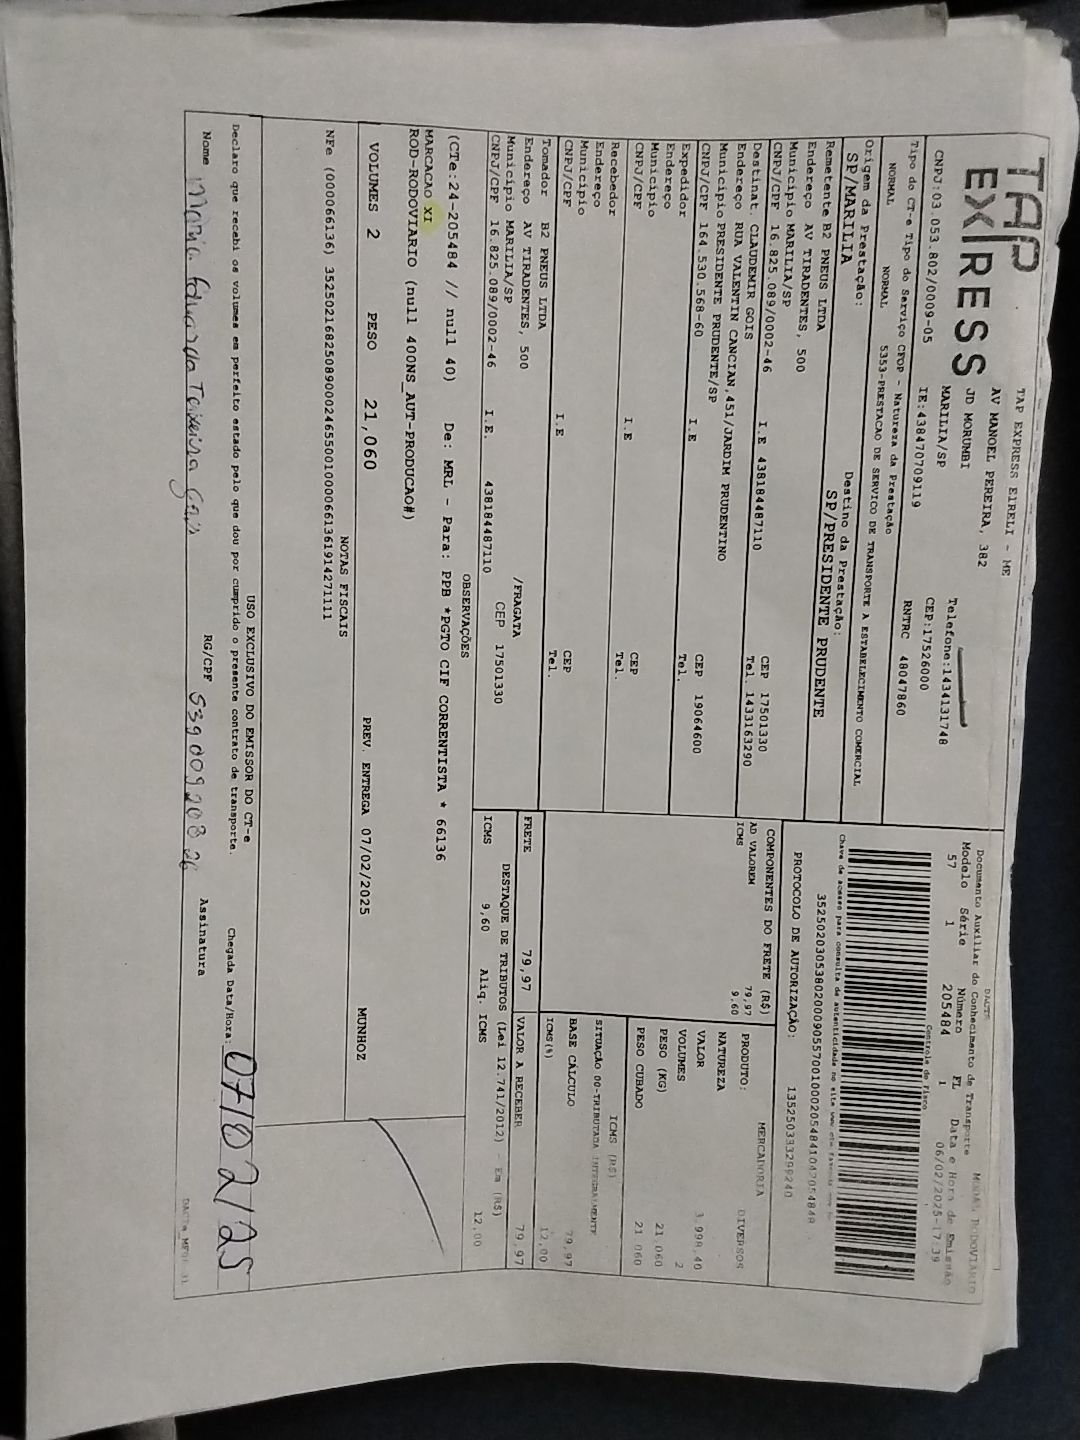 TAP
EXPRESS
TAP EXPRESS EIRELI - ME
AV MANOEL PEREIRA, 382
JD MORUMBI
MARILIA/SP
Telefone:1434131748
CEP:17526000
CNPJ:03.053.802/0009-05
IE:438470709119
RNTRC 48047860
Tipo do CT-e Tipo do Serviço CFOP - Natureza da Prestação
NORMAL NORMAL 5353-PRESTACAO DE SERVICO DE TRANSPORTE A ESTABELECIMENTO COMERCIAL
Origem da Prestação: Destino da Prestação:
SP/MARILIA SP/PRESIDENTE PRUDENTE
Remetente B2 PNEUS LTDA
Endereço AV TIRADENTES, 500
Município MARILIA/SP CEP 17501330
CNPJ/CPF 16.825.089/0002-46 I.E 438184487110 Tel. 1433163290
Destinat. CLAUDEMIR GOIS
Endereço RUA VALENTIN CANCIAN,451/JARDIM PRUDENTINO
Município PRESIDENTE PRUDENTE/SP CEP 19064600
CNPJ/CPF 164.530.568-60 I.E Tel.
Expedidor
Endereço
Município CEP
CNPJ/CPF I.E Tel.
Recebedor
Endereço
Município CEP
CNPJ/CPF I.E Tel.
Tomador B2 PNEUS LTDA
Endereço AV TIRADENTES, 500 /FRAGATA
Município MARILIA/SP CEP 17501330
CNPJ/CPF 16.825.089/0002-46 I.E. 438184487110
DACTE
Documento Auxiliar do Conhecimento de Transporte MODAL RODOVIARIO
Modelo Série Número FL Data e Hora de Emissão
57 1 205484 1 06/02/2025-17:39
Controle do Fisco
Chave de acesso para consulta de autenticidade no site
35250203053802000905570010002054841042054848
PROTOCOLO DE AUTORIZAÇÃO: 135250333299240
COMPONENTES DO FRETE (R$)
AD VALOREM 79,97
ICMS 9,60
FRETE 79,97
PRODUTO: MERCADORIA
NATUREZA DIVERSOS
VALOR 3.998,40
VOLUMES 2
PESO (KG) 21,060
PESO CUBADO 21,060
ICMS (R$)
SITUAÇÃO 00-TRIBUTADA INTEGRALMENTE
BASE CÁLCULO 79,97
ICMS(%) 12,00
VALOR A RECEBER 79,97
DESTAQUE DE TRIBUTOS (Lei 12.741/2012) - Em (R$)
ICMS 9,60 Aliq. ICMS 12,00
OBSERVAÇÕES
(CTe:24-205484 // null 40) De: MRL - Para: PPB *PGTO CIF CORRENTISTA * 66136
MARCACAO XI
ROD-RODOVIARIO (null 400NS_AUT-PRODUCAO#)
VOLUMES 2 PESO 21,060 PREV. ENTREGA 07/02/2025 MUNHOZ
NOTAS FISCAIS
NFe (000066136) 35250216825089000246550010000661361914271111
USO EXCLUSIVO DO EMISSOR DO CT-e
Declaro que recebi os volumes em perfeito estado pelo que dou por cumprido o presente contrato de transporte.
Chegada Data/Hora: 07/02/25
Nome Maria Eduarda Teixeira RG/CPF 539009208 26 Assinatura